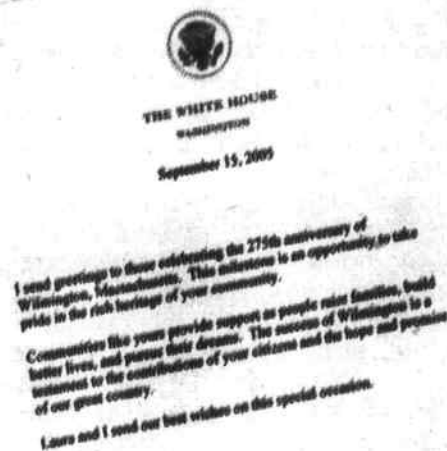 THE WHITE HOUSE
WASHINGTON
September 15, 2005
I send greetings to those celebrating the 275th anniversary of
Wilmington, Massachusetts. This milestone is an opportunity to take
pride in the rich heritage of your community.
Communities like yours provide support as people raise families, build
better lives, and pursue their dreams. The success of Wilmington is a
testament to the contributions of your citizens and the hope and promise
of our great country.
Laura and I send our best wishes on this special occasion.